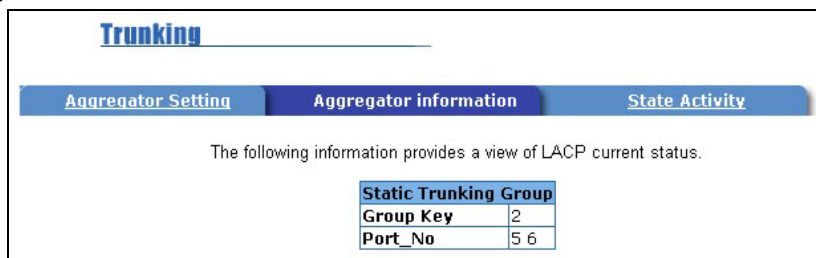 Trunking
Aggregator Setting Aggregator information State Activity
The following information provides a view of LACP current status.
Static Trunking Group
Group Key 2
Port_No 5 6